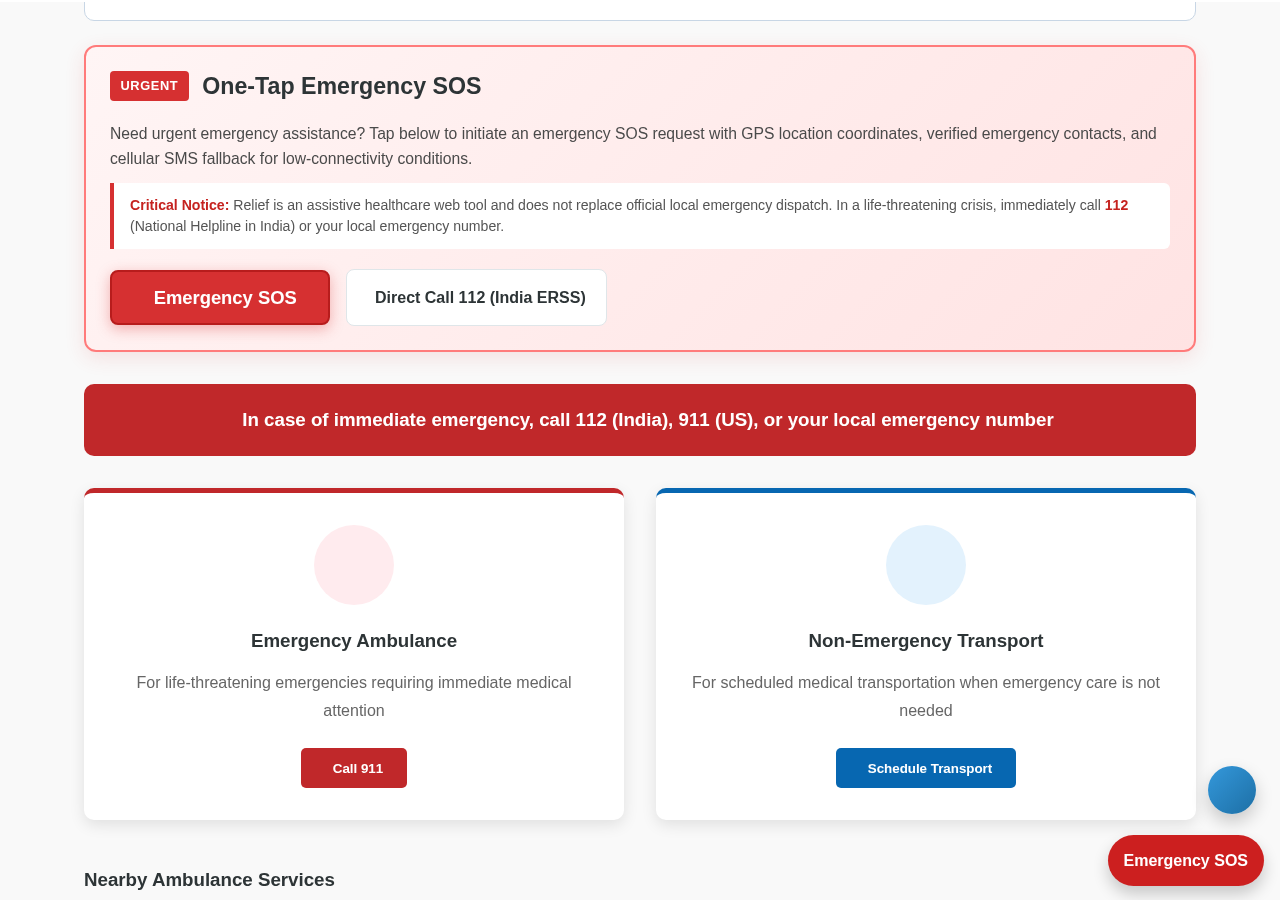 URGENT One-Tap Emergency SOS
Need urgent emergency assistance? Tap below to initiate an emergency SOS request with GPS location coordinates, verified emergency contacts, and
cellular SMS fallback for low-connectivity conditions.
Critical Notice: Relief is an assistive healthcare web tool and does not replace official local emergency dispatch. In a life-threatening crisis, immediately call 112
(National Helpline in India) or your local emergency number.
Emergency SOS
Direct Call 112 (India ERSS)
In case of immediate emergency, call 112 (India), 911 (US), or your local emergency number
Emergency Ambulance
For life-threatening emergencies requiring immediate medical
attention
Call 911
Non-Emergency Transport
For scheduled medical transportation when emergency care is not
needed
Schedule Transport
Emergency SOS
Nearby Ambulance Services